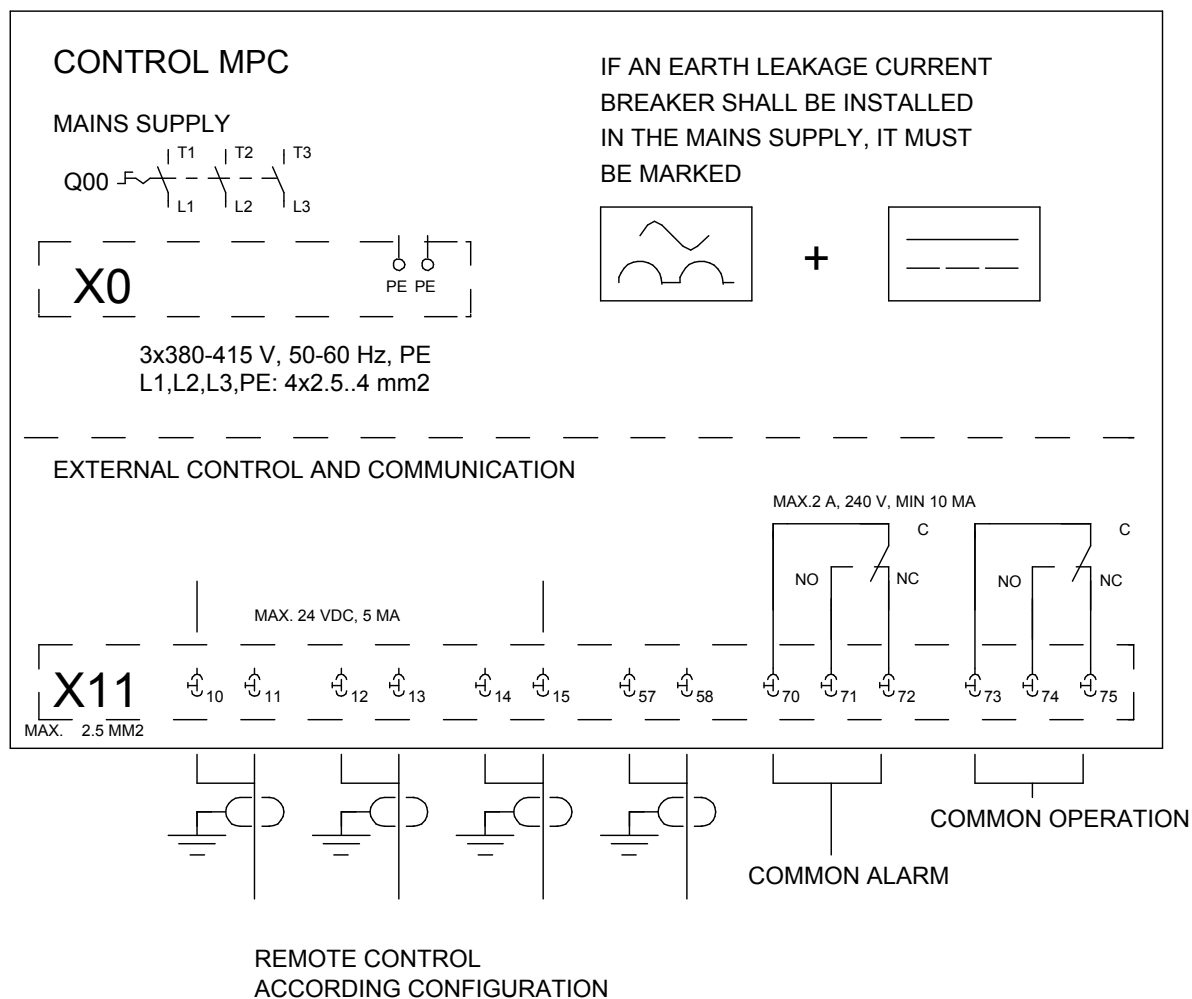 CONTROL MPC
MAINS SUPPLY
T1 T2 T3
Q00
L1 L2 L3
X0
PE PE
3x380-415 V, 50-60 Hz, PE
L1,L2,L3,PE: 4x2.5..4 mm2
IF AN EARTH LEAKAGE CURRENT
BREAKER SHALL BE INSTALLED
IN THE MAINS SUPPLY, IT MUST
BE MARKED
+
EXTERNAL CONTROL AND COMMUNICATION
MAX.2 A, 240 V, MIN 10 MA
C C
NO NC NO NC
MAX. 24 VDC, 5 MA
X11
10 11 12 13 14 15 57 58 70 71 72 73 74 75
MAX. 2.5 MM2
COMMON OPERATION
COMMON ALARM
REMOTE CONTROL
ACCORDING CONFIGURATION